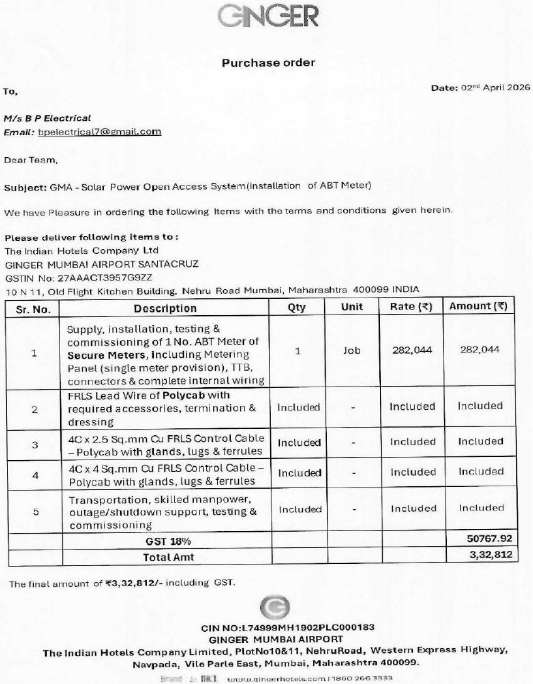 GINGER
Purchase order
Date: 02nd April 2026
To,
M/s B P Electrical
Email: bpelectrical7@gmail.com
Dear Team,
Subject: GMA - Solar Power Open Access System(Installation of ABT Meter)
We have Pleasure in ordering the following Items with the terms and conditions given herein.
Please deliver following items to :
The Indian Hotels Company Ltd
GINGER MUMBAI AIRPORT SANTACRUZ
GSTIN No: 27AAACT3957G9ZZ
10 N 11, Old Flight Kitchen Building, Nehru Road Mumbai, Maharashtra 400099 INDIA
Sr. No. Description Qty Unit Rate (₹) Amount (₹)
1 Supply, installation, testing & commissioning of 1 No. ABT Meter of Secure Meters, including Metering Panel (single meter provision), TTB, connectors & complete internal wiring 1 Job 282,044 282,044
2 FRLS Lead Wire of Polycab with required accessories, termination & dressing Included - Included Included
3 4C x 2.5 Sq.mm Cu FRLS Control Cable – Polycab with glands, lugs & ferrules Included - Included Included
4 4C x 4 Sq.mm Cu FRLS Control Cable – Polycab with glands, lugs & ferrules Included - Included Included
5 Transportation, skilled manpower, outage/shutdown support, testing & commissioning Included - Included Included
GST 18% 50767.92
Total Amt 3,32,812
The final amount of ₹3,32,812/- including GST.
G
CIN NO:L74999MH1902PLC000183
GINGER MUMBAI AIRPORT
The Indian Hotels Company Limited, PlotNo10&11, NehruRoad, Western Express Highway,
Navpada, Vile Parle East, Mumbai, Maharashtra 400099.
www.gingerhotels.com | 1860 266 3333